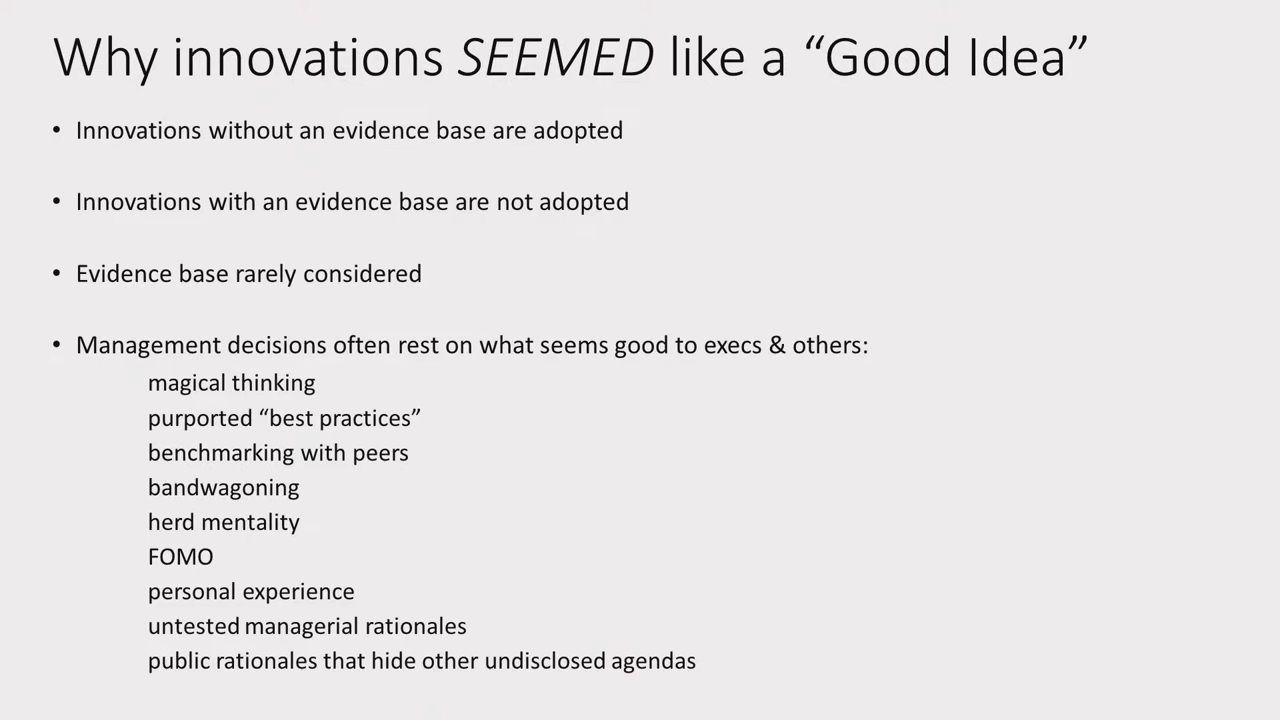 Why innovations SEEMED like a “Good Idea”
• Innovations without an evidence base are adopted
• Innovations with an evidence base are not adopted
• Evidence base rarely considered
• Management decisions often rest on what seems good to execs & others:
magical thinking
purported “best practices”
benchmarking with peers
bandwagoning
herd mentality
FOMO
personal experience
untested managerial rationales
public rationales that hide other undisclosed agendas